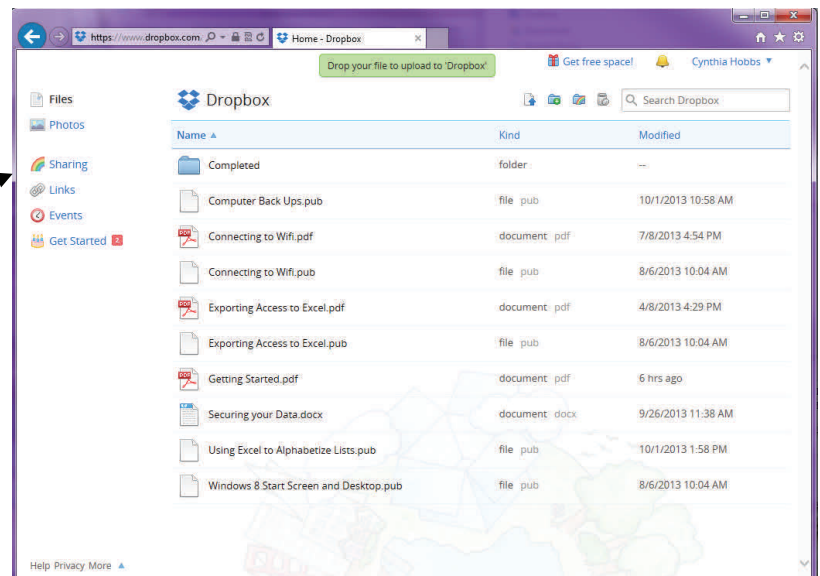 https://www.dropbox.com
Home - Dropbox
Drop your file to upload to 'Dropbox'
Get free space!
Cynthia Hobbs
Files
Photos
Sharing
Links
Events
Get Started
Dropbox
Search Dropbox
Name Kind Modified
Completed folder --
Computer Back Ups.pub file pub 10/1/2013 10:58 AM
Connecting to Wifi.pdf document pdf 7/8/2013 4:54 PM
Connecting to Wifi.pub file pub 8/6/2013 10:04 AM
Exporting Access to Excel.pdf document pdf 4/8/2013 4:29 PM
Exporting Access to Excel.pub file pub 8/6/2013 10:04 AM
Getting Started.pdf document pdf 6 hrs ago
Securing your Data.docx document docx 9/26/2013 11:38 AM
Using Excel to Alphabetize Lists.pub file pub 10/1/2013 1:58 PM
Windows 8 Start Screen and Desktop.pub file pub 8/6/2013 10:04 AM
Help Privacy More